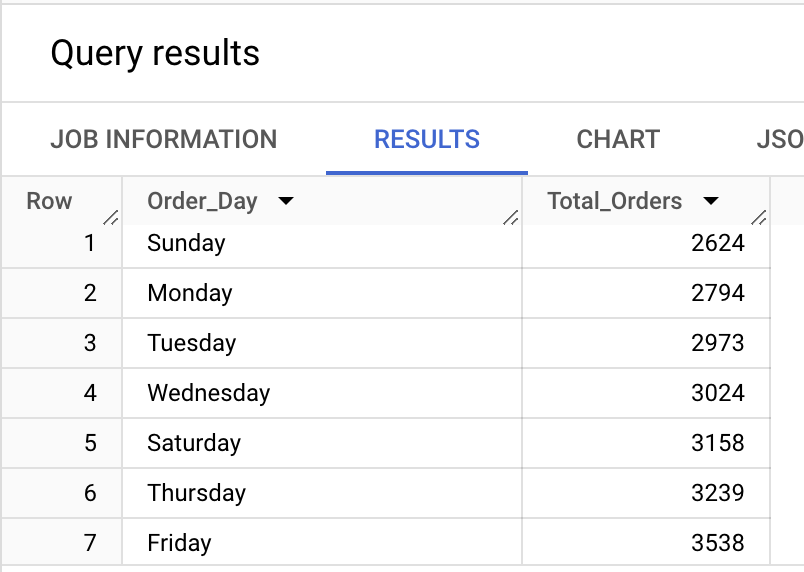 Query results
JOB INFORMATION RESULTS CHART JSO
Row Order_Day Total_Orders
1 Sunday 2624
2 Monday 2794
3 Tuesday 2973
4 Wednesday 3024
5 Saturday 3158
6 Thursday 3239
7 Friday 3538